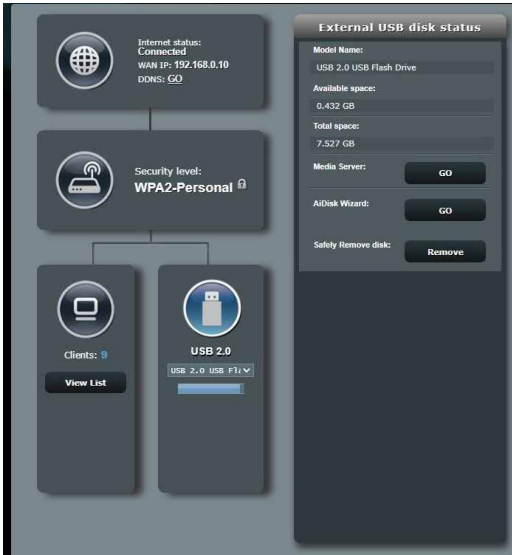 Internet status:
Connected
WAN IP: 192.168.0.10
DDNS: GO
Security level:
WPA2-Personal
Clients: 9
View List
USB 2.0
USB 2.0 USB Fla
External USB disk status
Model Name:
USB 2.0 USB Flash Drive
Available space:
0.432 GB
Total space:
7.527 GB
Media Server:
GO
AiDisk Wizard:
GO
Safely Remove disk:
Remove